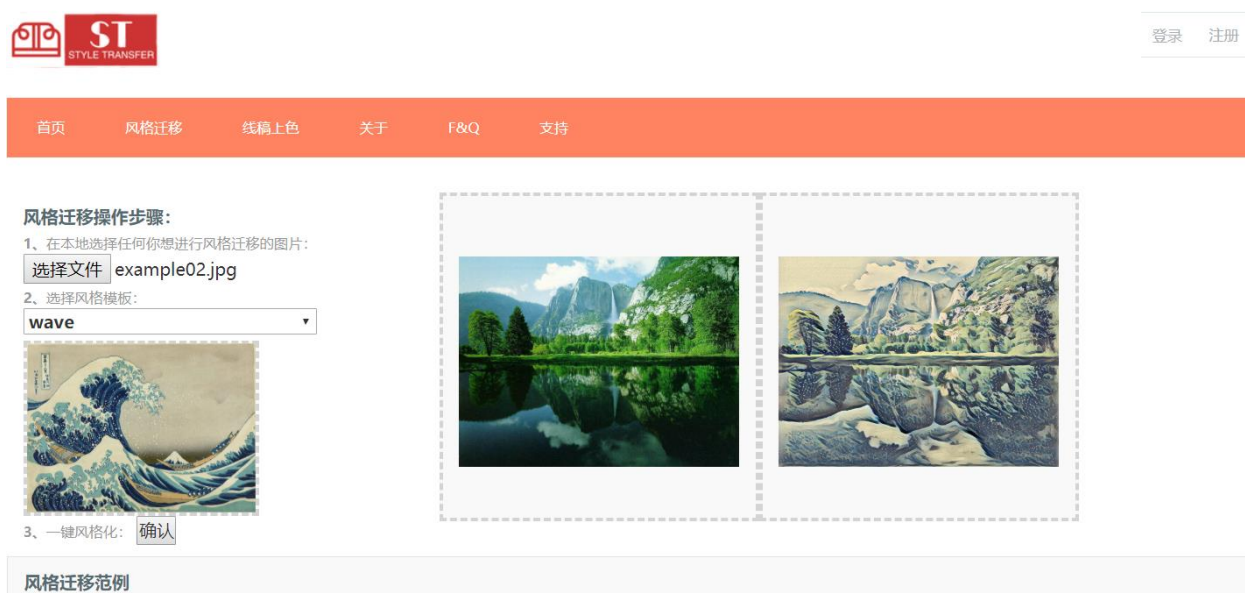 ST
STYLE TRANSFER
登录 注册
首页 风格迁移 线稿上色 关于 F&Q 支持
风格迁移操作步骤：
1、在本地选择任何你想进行风格迁移的图片：
选择文件 example02.jpg
2、选择风格模板：
wave
3、一键风格化： 确认
风格迁移范例